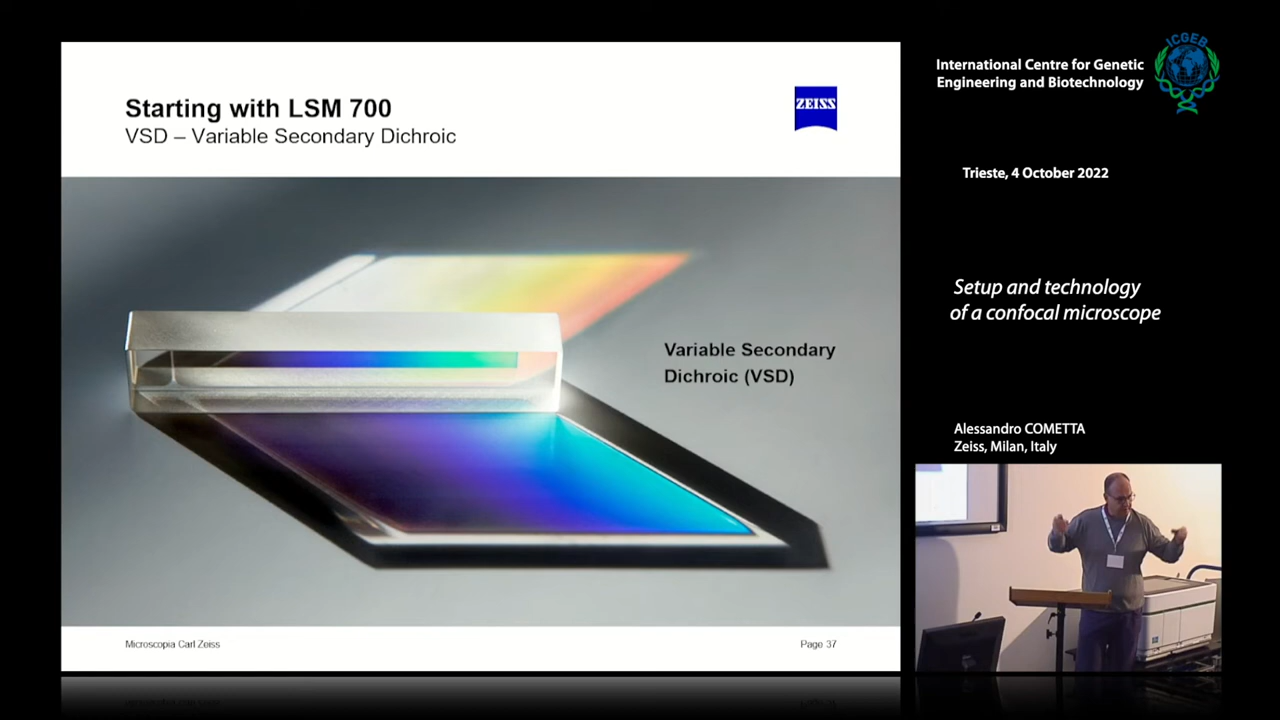 Starting with LSM 700
VSD – Variable Secondary Dichroic
ZEISS
Variable Secondary
Dichroic (VSD)
Microscopia Carl Zeiss
Page 37
International Centre for Genetic
Engineering and Biotechnology
ICGEB
Trieste, 4 October 2022
Setup and technology
of a confocal microscope
Alessandro COMETTA
Zeiss, Milan, Italy